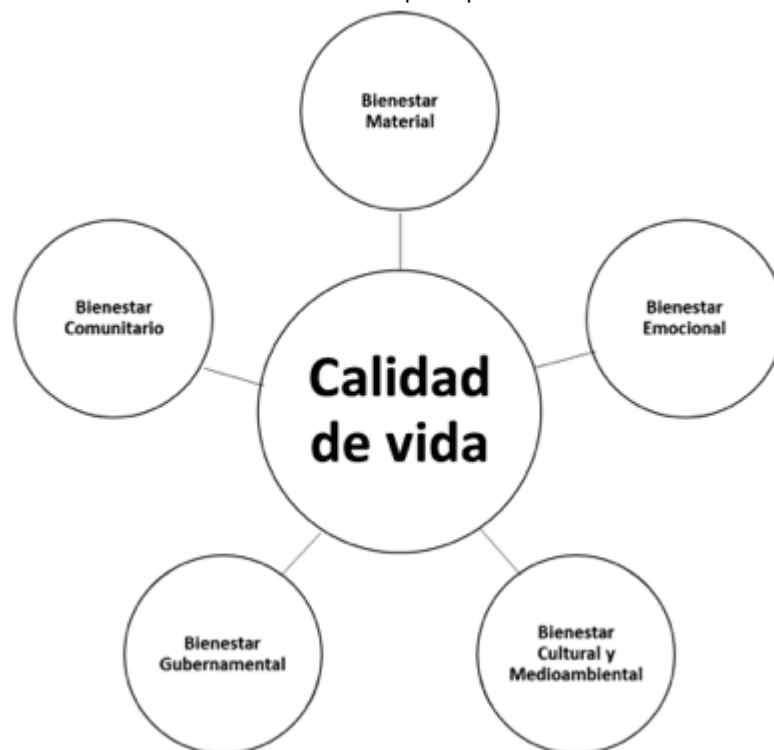 Bienestar
Material
Bienestar
Comunitario
Bienestar
Emocional
Calidad
de vida
Bienestar
Gubernamental
Bienestar
Cultural y
Medioambiental